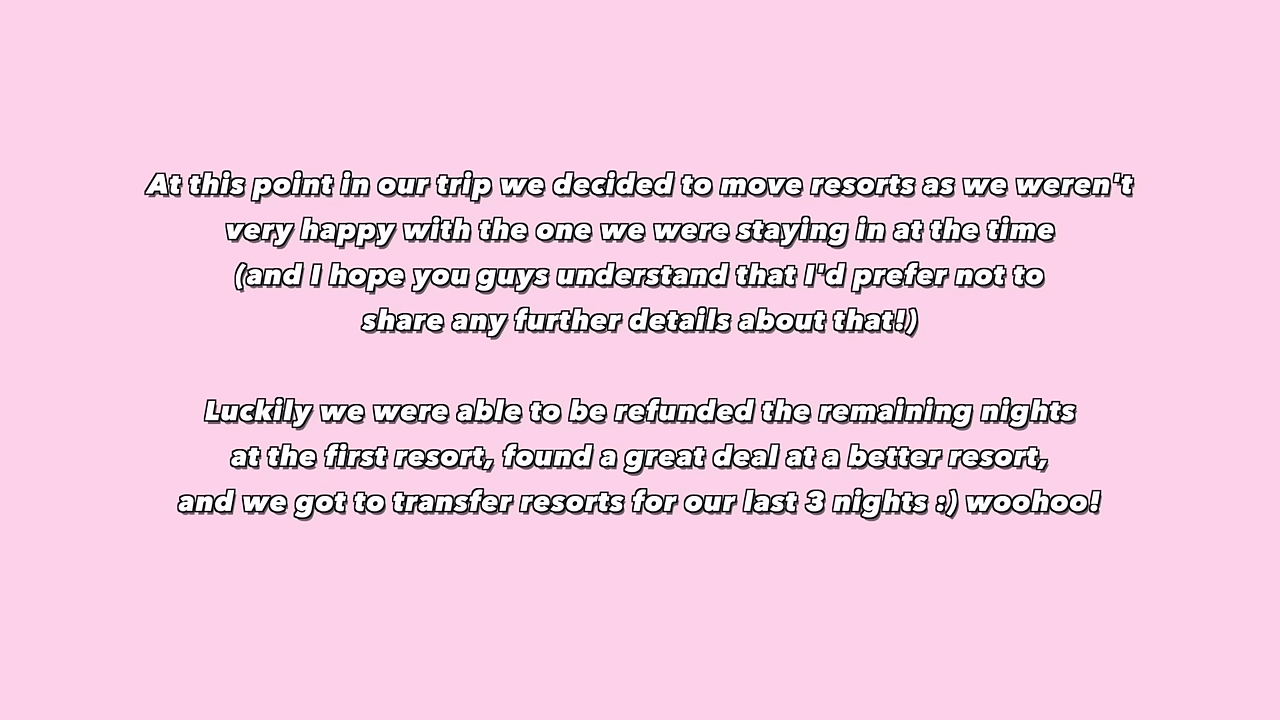 At this point in our trip we decided to move resorts as we weren't
very happy with the one we were staying in at the time
(and I hope you guys understand that I'd prefer not to
share any further details about that!)
Luckily we were able to be refunded the remaining nights
at the first resort, found a great deal at a better resort,
and we got to transfer resorts for our last 3 nights :) woohoo!